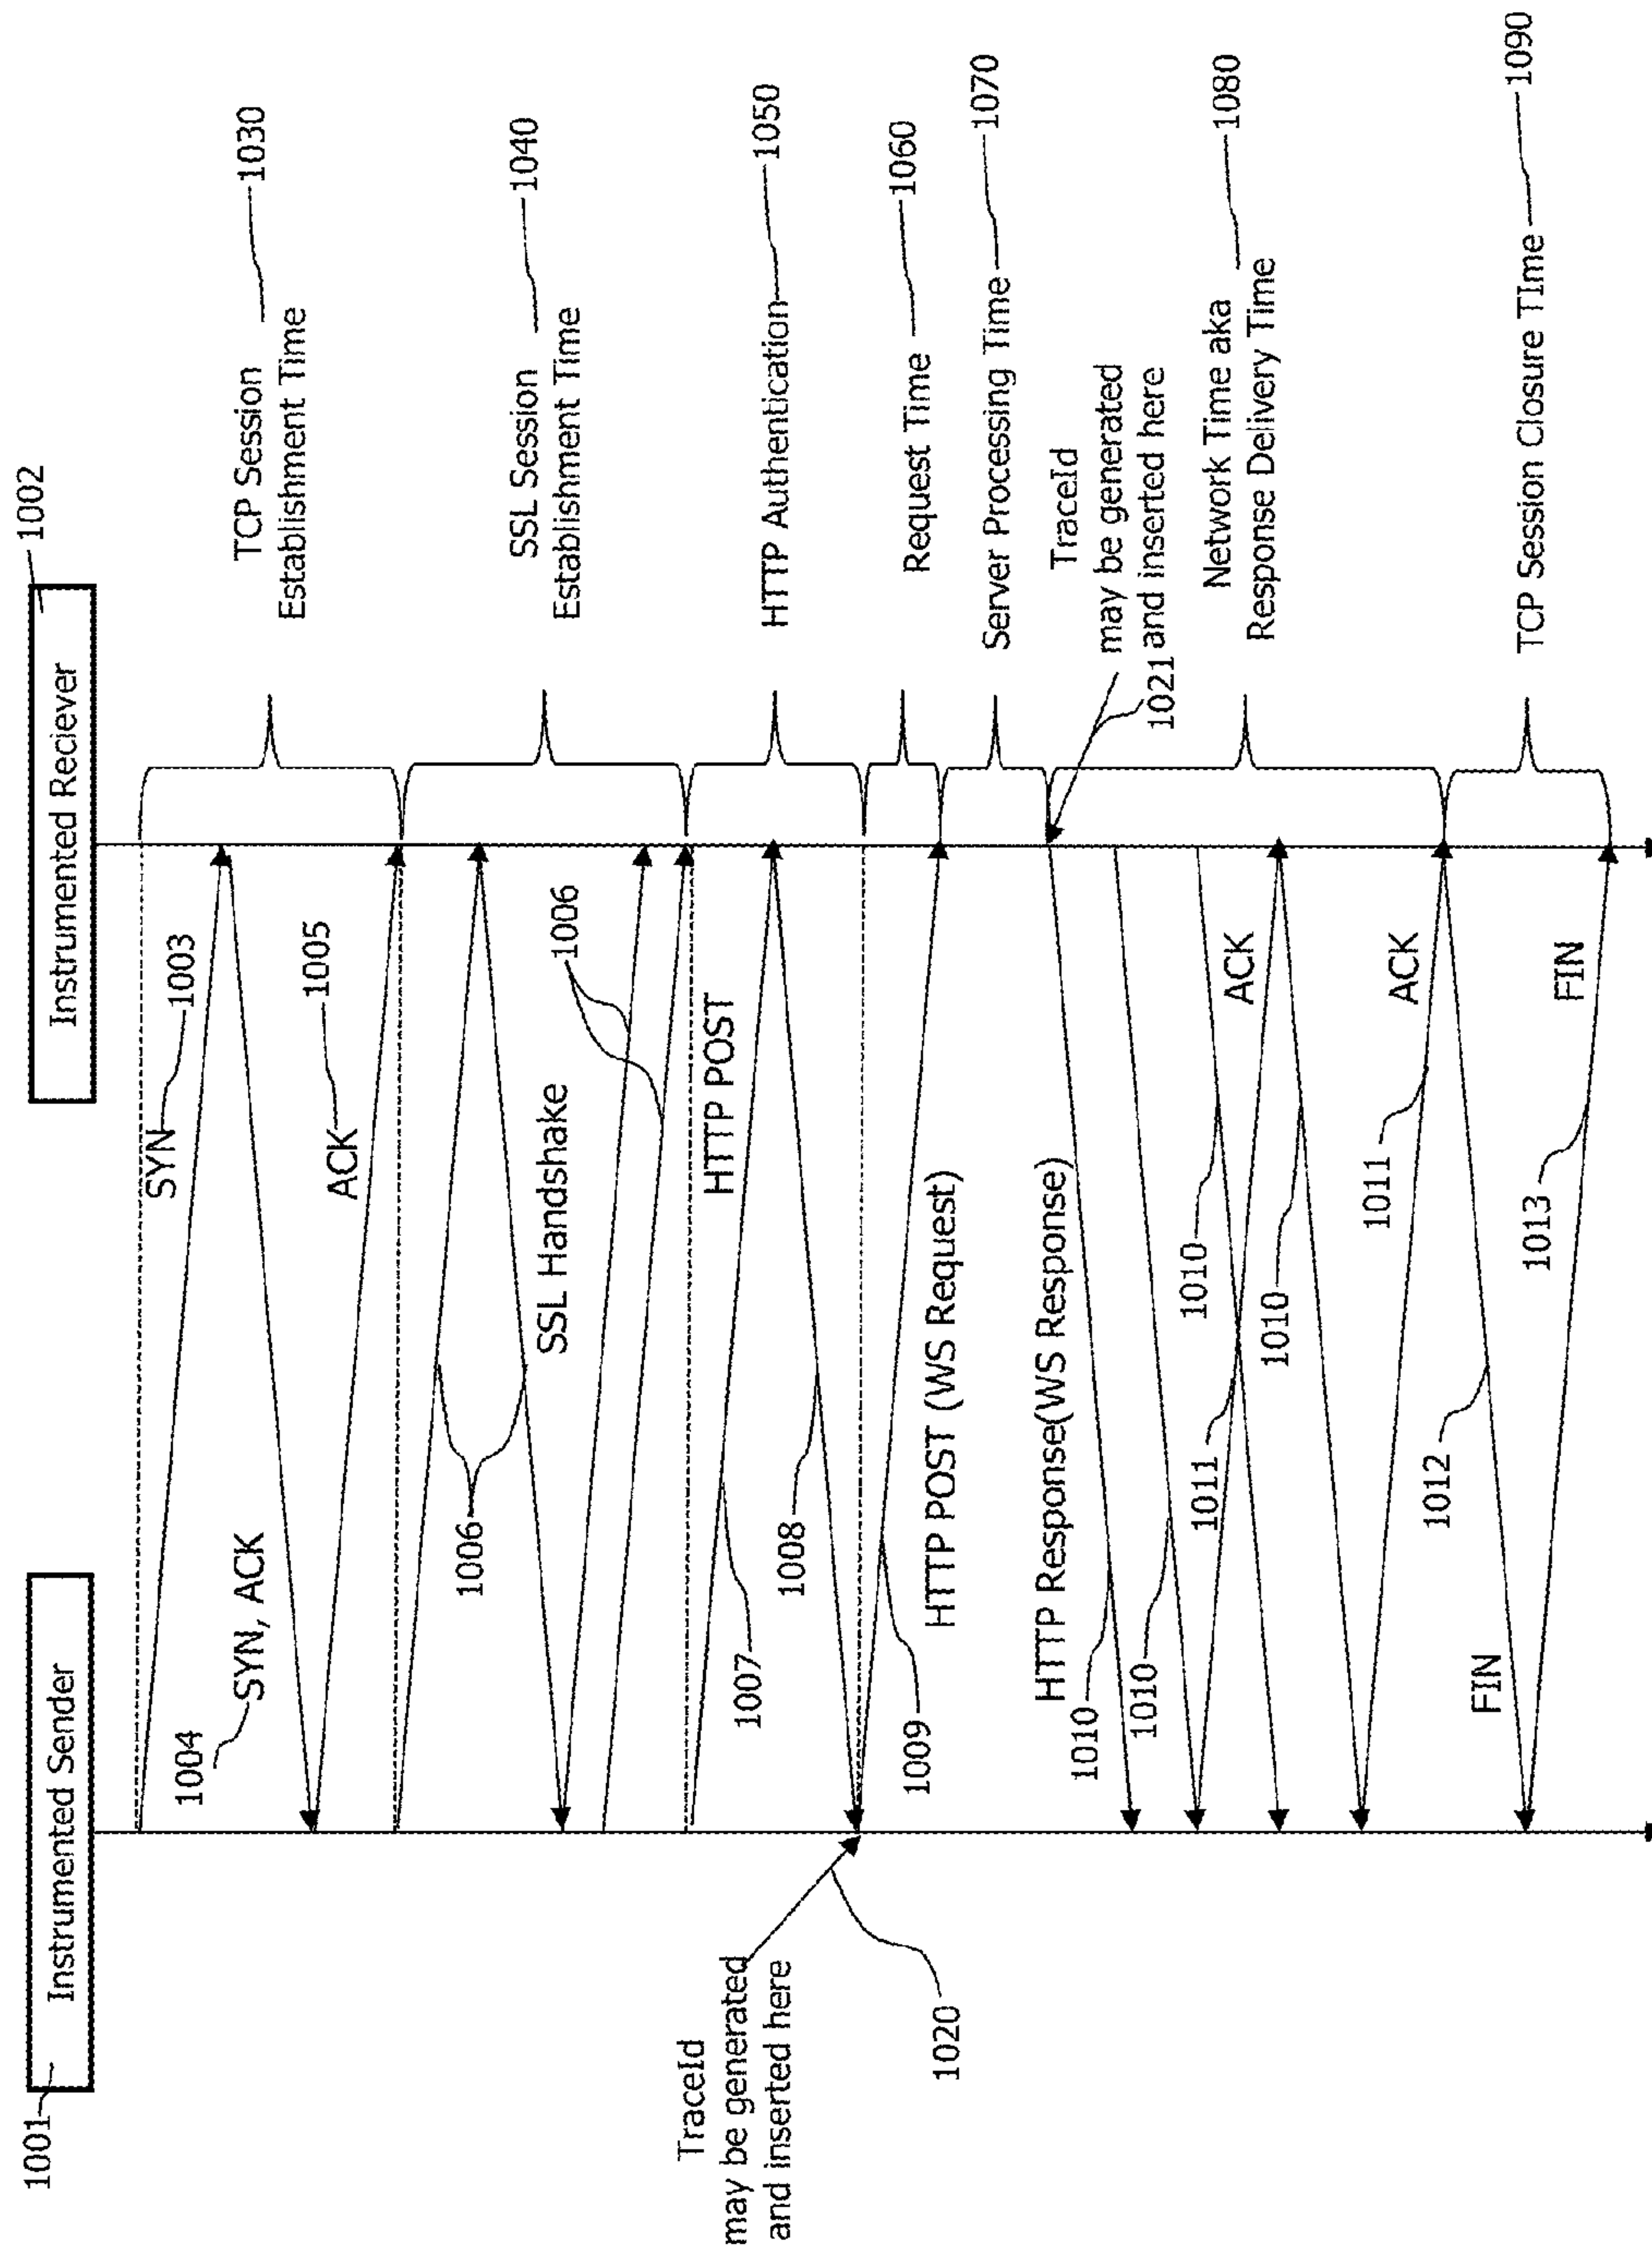 1001
Instrumented Sender
Instrumented Reciever
1002
SYN
1003
1004
SYN, ACK
ACK
1005
TCP Session
Establishment Time
1030
1006
SSL Handshake
1006
SSL Session
Establishment Time
1040
1007
HTTP POST
1008
HTTP Authentication
1050
TraceId
may be generated
and inserted here
1020
1009
HTTP POST (WS Request)
Request Time
1060
Server Processing Time
1070
HTTP Response(WS Response)
1010
1010
TraceId
may be generated
and inserted here
1021
1011
1010
ACK
1010
Network Time aka
Response Delivery Time
1080
1011
ACK
1012
FIN
1013
FIN
TCP Session Closure TIme
1090